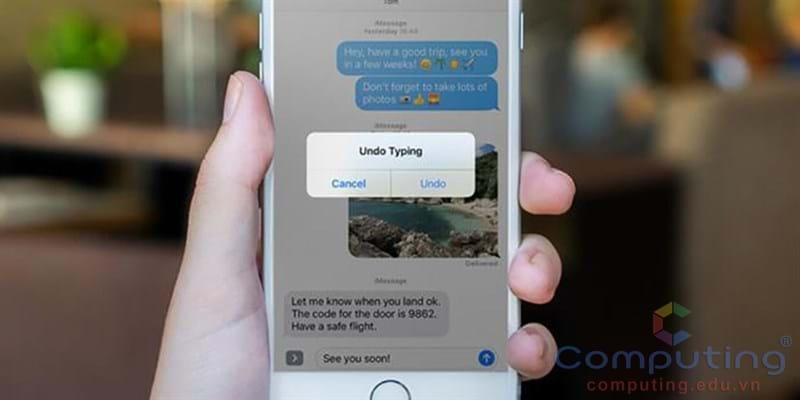 Tom
iMessage
Yesterday
Hey, have a good trip, see you
in a few weeks! 😀🌴☀️✈️
Don't forget to take lots of
photos 📷👍🌅
iMessage
Undo Typing
Cancel Undo
Delivered
iMessage
Let me know when you land ok.
The code for the door is 9862.
Have a safe flight.
See you soon!
Computing®
computing.edu.vn